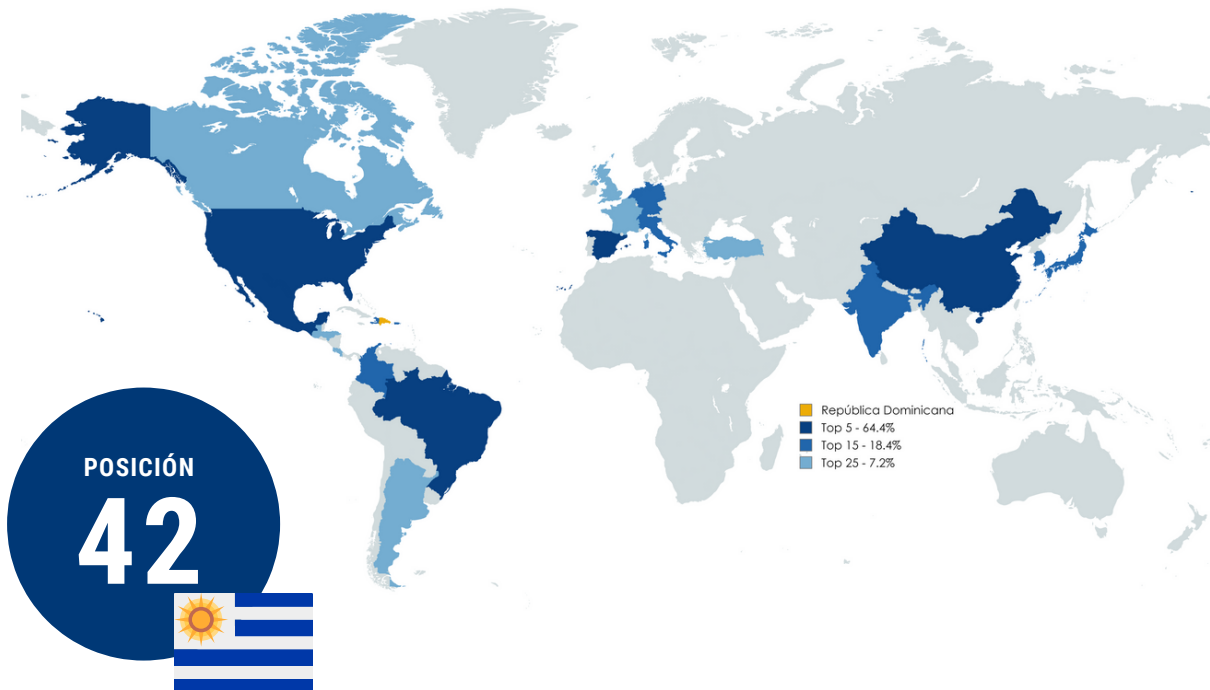 República Dominicana
Top 5 - 64.4%
Top 15 - 18.4%
Top 25 - 7.2%
POSICIÓN
42